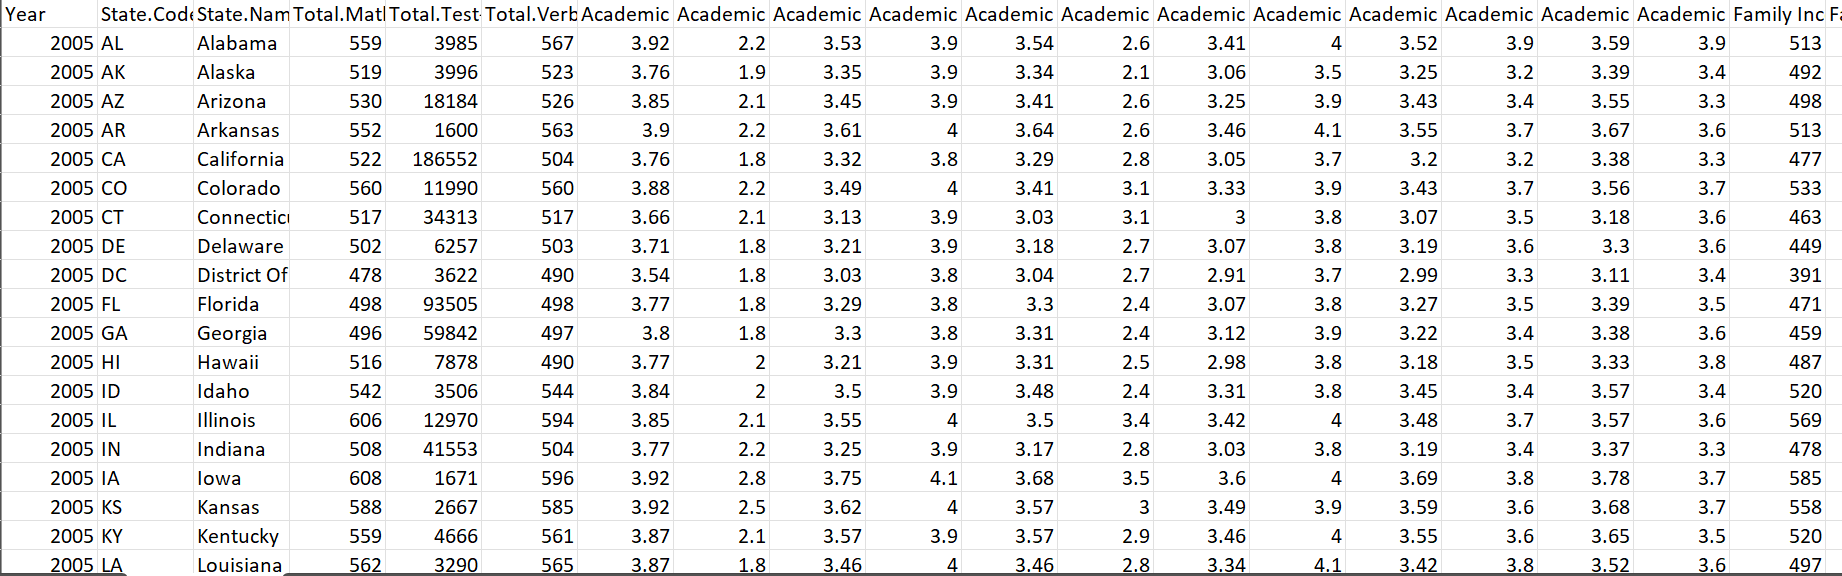 Year State.Code State.Nam Total.Matl Total.Test- Total.Verb Academic Academic Academic Academic Academic Academic Academic Academic Academic Academic Academic Academic Family Inc Fa
2005 AL Alabama 559 3985 567 3.92 2.2 3.53 3.9 3.54 2.6 3.41 4 3.52 3.9 3.59 3.9 513
2005 AK Alaska 519 3996 523 3.76 1.9 3.35 3.9 3.34 2.1 3.06 3.5 3.25 3.2 3.39 3.4 492
2005 AZ Arizona 530 18184 526 3.85 2.1 3.45 3.9 3.41 2.6 3.25 3.9 3.43 3.4 3.55 3.3 498
2005 AR Arkansas 552 1600 563 3.9 2.2 3.61 4 3.64 2.6 3.46 4.1 3.55 3.7 3.67 3.6 513
2005 CA California 522 186552 504 3.76 1.8 3.32 3.8 3.29 2.8 3.05 3.7 3.2 3.2 3.38 3.3 477
2005 CO Colorado 560 11990 560 3.88 2.2 3.49 4 3.41 3.1 3.33 3.9 3.43 3.7 3.56 3.7 533
2005 CT Connecticu 517 34313 517 3.66 2.1 3.13 3.9 3.03 3.1 3 3.8 3.07 3.5 3.18 3.6 463
2005 DE Delaware 502 6257 503 3.71 1.8 3.21 3.9 3.18 2.7 3.07 3.8 3.19 3.6 3.3 3.6 449
2005 DC District Of 478 3622 490 3.54 1.8 3.03 3.8 3.04 2.7 2.91 3.7 2.99 3.3 3.11 3.4 391
2005 FL Florida 498 93505 498 3.77 1.8 3.29 3.8 3.3 2.4 3.07 3.8 3.27 3.5 3.39 3.5 471
2005 GA Georgia 496 59842 497 3.8 1.8 3.3 3.8 3.31 2.4 3.12 3.9 3.22 3.4 3.38 3.6 459
2005 HI Hawaii 516 7878 490 3.77 2 3.21 3.9 3.31 2.5 2.98 3.8 3.18 3.5 3.33 3.8 487
2005 ID Idaho 542 3506 544 3.84 2 3.5 3.9 3.48 2.4 3.31 3.8 3.45 3.4 3.57 3.4 520
2005 IL Illinois 606 12970 594 3.85 2.1 3.55 4 3.5 3.4 3.42 4 3.48 3.7 3.57 3.6 569
2005 IN Indiana 508 41553 504 3.77 2.2 3.25 3.9 3.17 2.8 3.03 3.8 3.19 3.4 3.37 3.3 478
2005 IA Iowa 608 1671 596 3.92 2.8 3.75 4.1 3.68 3.5 3.6 4 3.69 3.8 3.78 3.7 585
2005 KS Kansas 588 2667 585 3.92 2.5 3.62 4 3.57 3 3.49 3.9 3.59 3.6 3.68 3.7 558
2005 KY Kentucky 559 4666 561 3.87 2.1 3.57 3.9 3.57 2.9 3.46 4 3.55 3.6 3.65 3.5 520
2005 LA Louisiana 562 3290 565 3.87 1.8 3.46 4 3.46 2.8 3.34 4.1 3.42 3.8 3.52 3.6 497